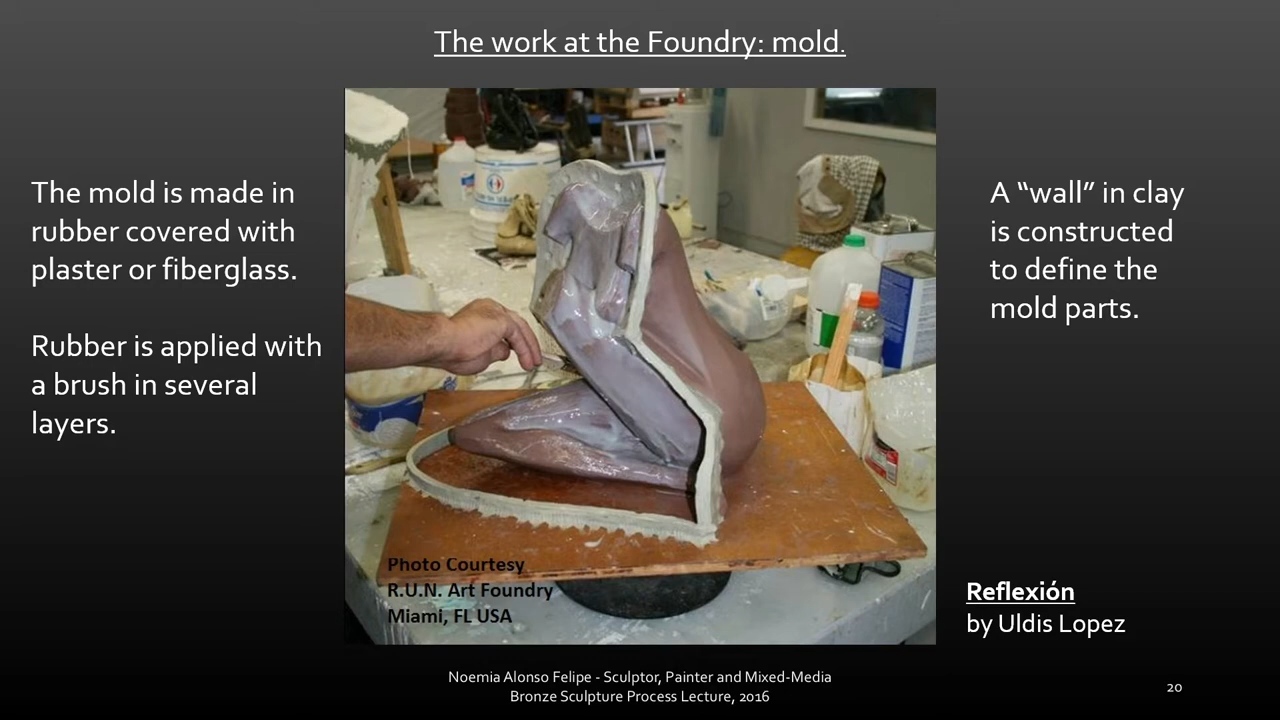 The work at the Foundry: mold.
The mold is made in
rubber covered with
plaster or fiberglass.
Rubber is applied with
a brush in several
layers.
A “wall” in clay
is constructed
to define the
mold parts.
Photo Courtesy
R.U.N. Art Foundry
Miami, FL USA
Reflexión
by Uldis Lopez
Noemia Alonso Felipe - Sculptor, Painter and Mixed-Media
Bronze Sculpture Process Lecture, 2016
20